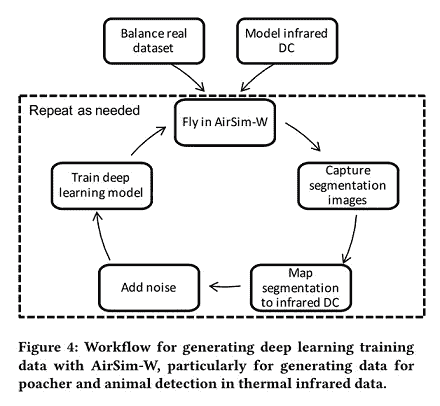 Balance real
dataset
Model infrared
DC
Repeat as needed
Fly in AirSim-W
Train deep
learning model
Capture
segmentation
images
Add noise
Map
segmentation
to infrared DC
Figure 4: Workflow for generating deep learning training
data with AirSim-W, particularly for generating data for
poacher and animal detection in thermal infrared data.